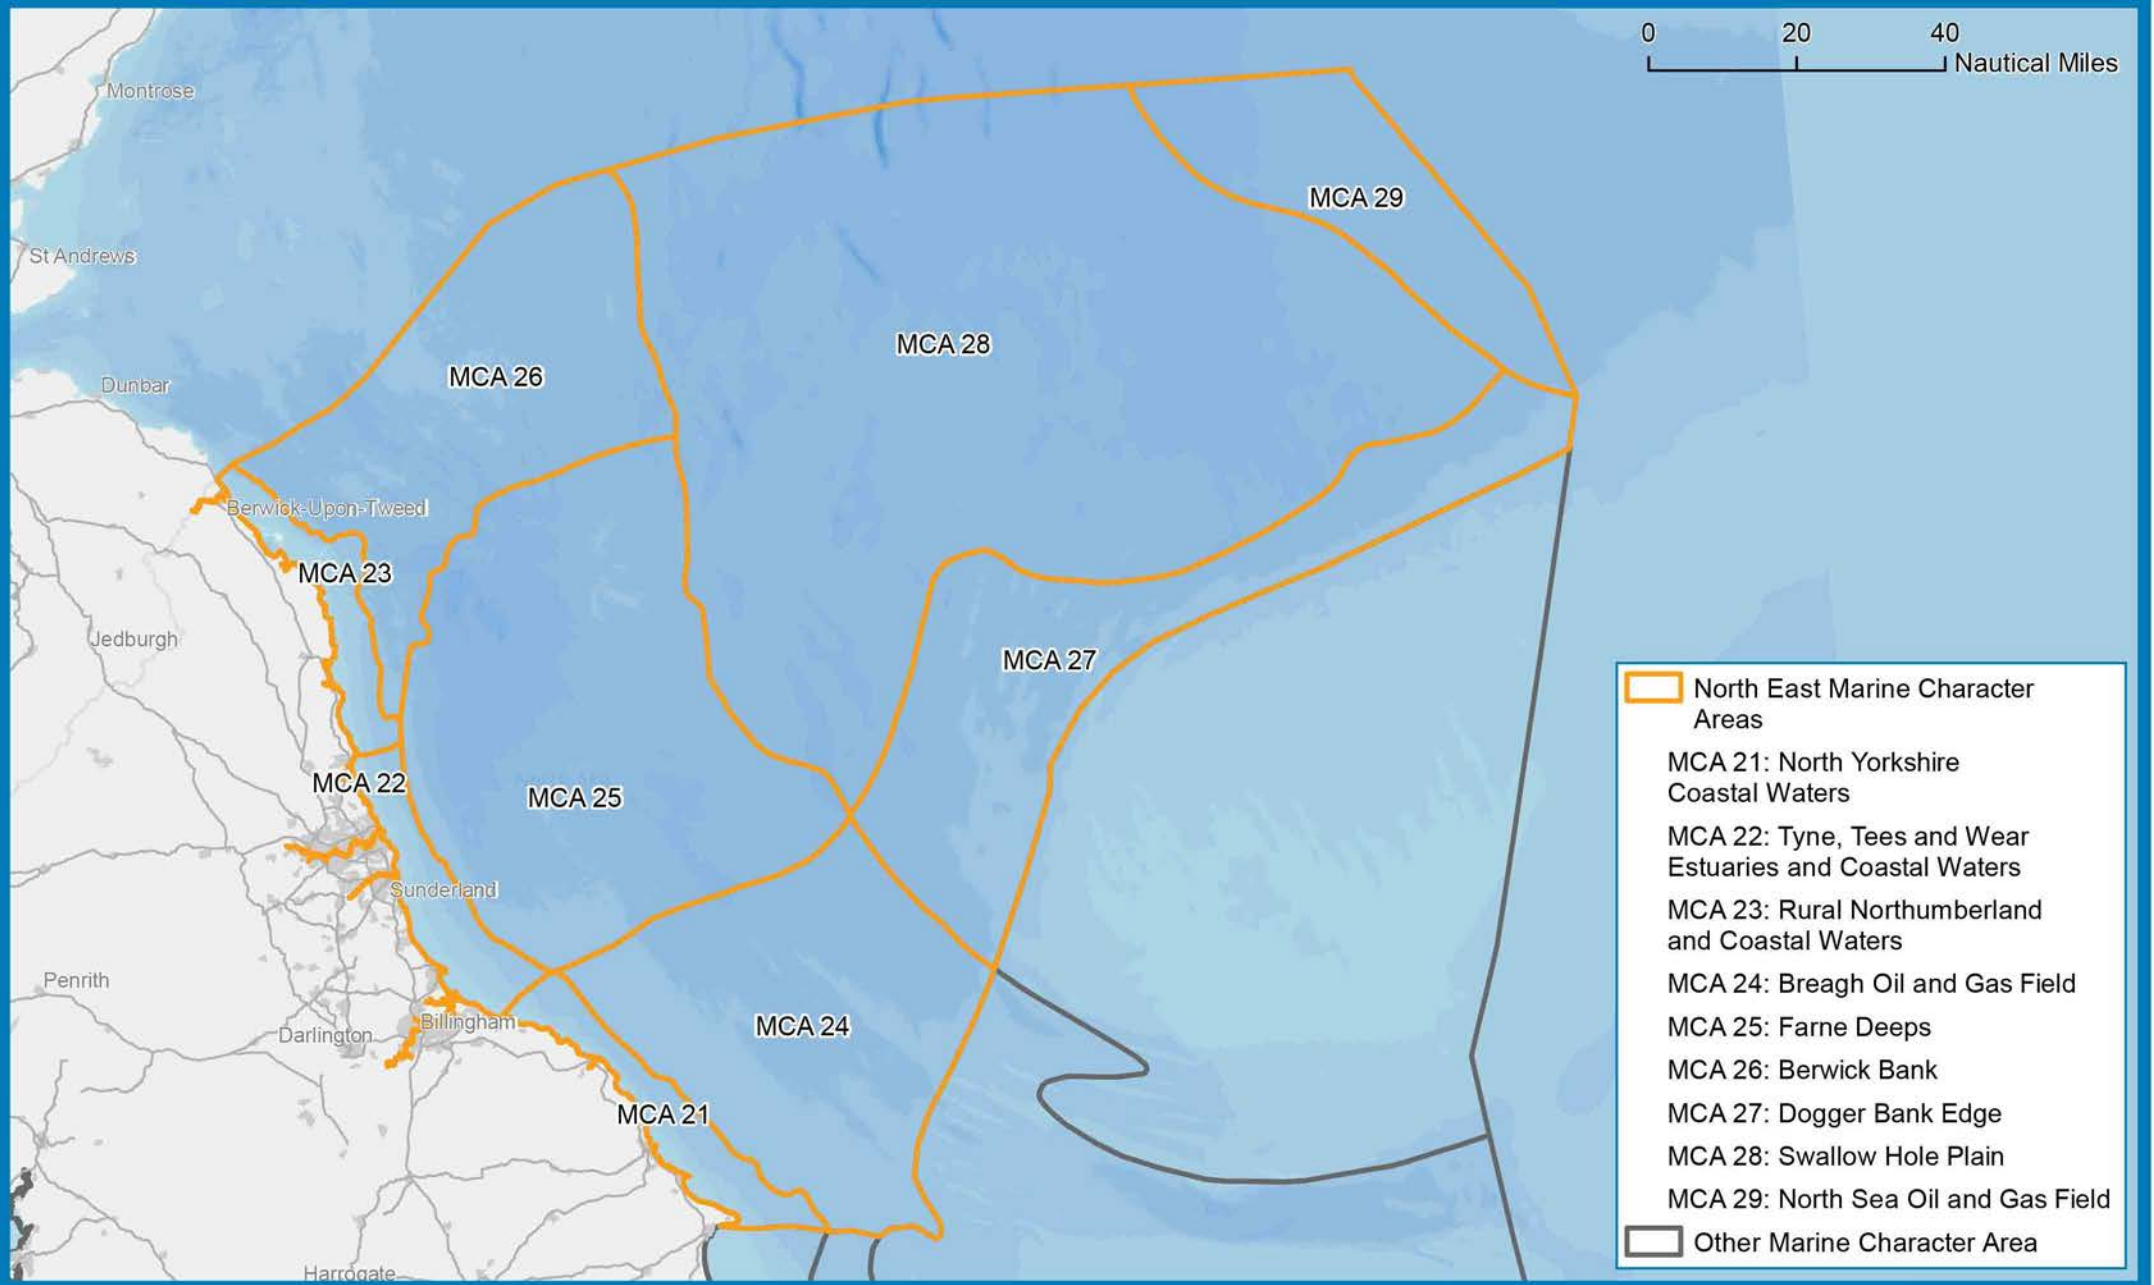 0 20 40
Nautical Miles
Montrose
MCA 29
St Andrews
MCA 28
MCA 26
Dunbar
Berwick-Upon-Tweed
MCA 23
Jedburgh
MCA 27
MCA 22
MCA 25
Sunderland
Penrith
Billingham
Darlington
MCA 24
MCA 21
Harrogate
North East Marine Character
Areas
MCA 21: North Yorkshire
Coastal Waters
MCA 22: Tyne, Tees and Wear
Estuaries and Coastal Waters
MCA 23: Rural Northumberland
and Coastal Waters
MCA 24: Breagh Oil and Gas Field
MCA 25: Farne Deeps
MCA 26: Berwick Bank
MCA 27: Dogger Bank Edge
MCA 28: Swallow Hole Plain
MCA 29: North Sea Oil and Gas Field
Other Marine Character Area